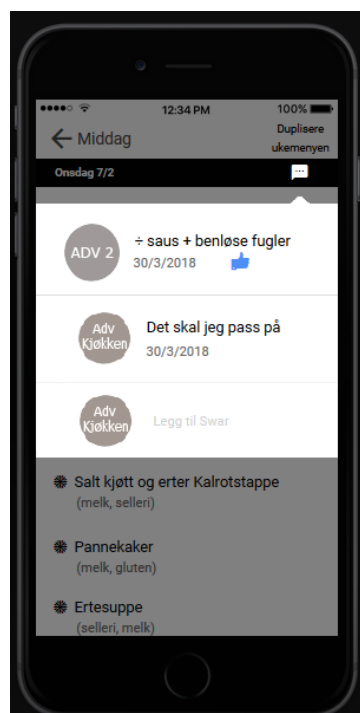 12:34 PM
100%
Middag
Duplisere
ukemenyen
Onsdag 7/2
ADV 2
÷ saus + benløse fugler
30/3/2018
Adv
Kjøkken
Det skal jeg pass på
30/3/2018
Adv
Kjøkken
Legg til Swar
Salt kjøtt og erter Kalrotstappe
(melk, selleri)
Pannekaker
(melk, gluten)
Ertesuppe
(selleri, melk)